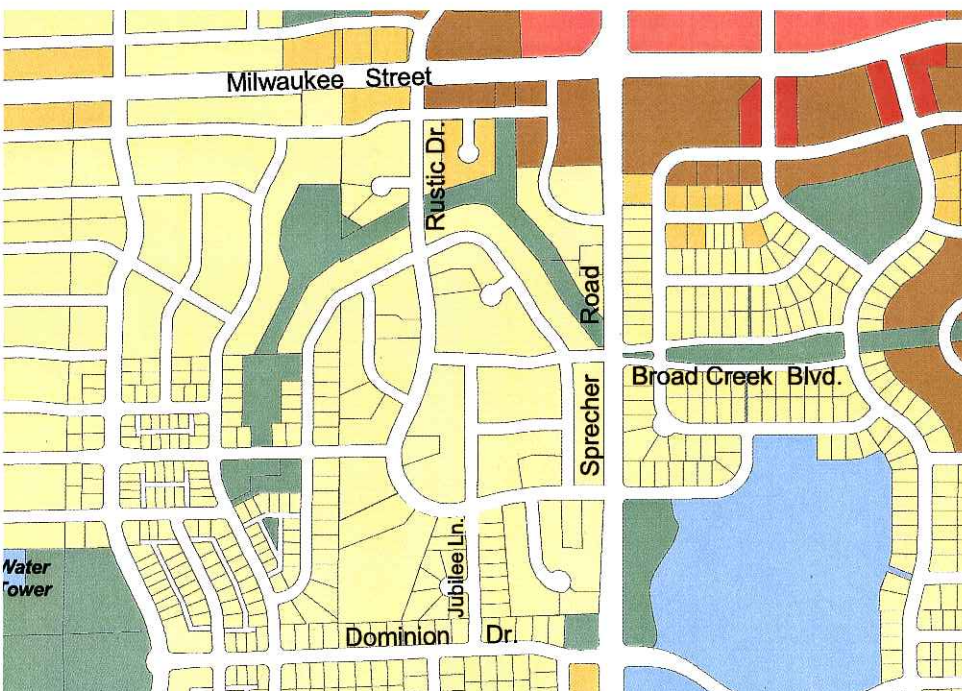 Milwaukee Street
Rustic Dr.
Sprecher Road
Broad Creek Blvd.
Jubilee Ln.
Water
Tower
Dominion Dr.